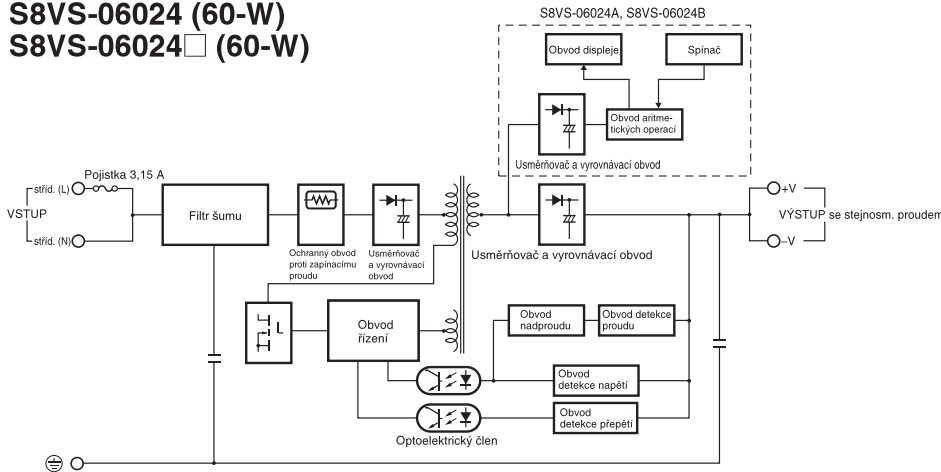 S8VS-06024 (60-W)
S8VS-06024□ (60-W)
S8VS-06024A, S8VS-06024B
Obvod displeje
Spínač
Obvod aritme-
tických operací
Usměrňovač a vyrovnávací obvod
Pojistka 3,15 A
stříd. (L)
VSTUP
stříd. (N)
Filtr šumu
Ochranný obvod
proti zapínacímu
proudu
Usměrňovač
a vyrovnávací
obvod
Usměrňovač a vyrovnávací obvod
+V
VÝSTUP se stejnosm. proudem
–V
Obvod
řízení
Obvod
nadproudu
Obvod detekce
proudu
Obvod
detekce napětí
Obvod
detekce přepětí
Optoelektrický člen